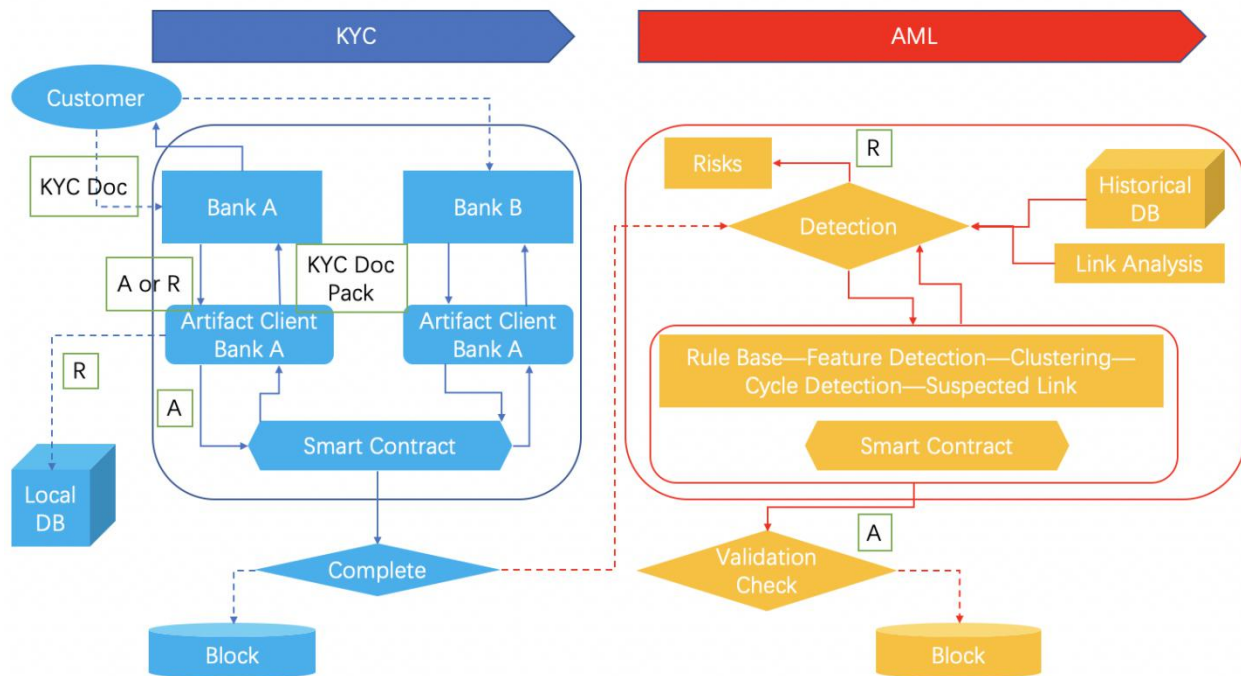 KYC
AML
Customer
KYC Doc
Bank A
Bank B
A or R
KYC Doc
Pack
Artifact Client
Bank A
Artifact Client
Bank A
R
A
Smart Contract
Local
DB
Complete
Block
Risks
R
Historical
DB
Detection
Link Analysis
Rule Base—Feature Detection—Clustering—
Cycle Detection—Suspected Link
Smart Contract
A
Validation
Check
Block